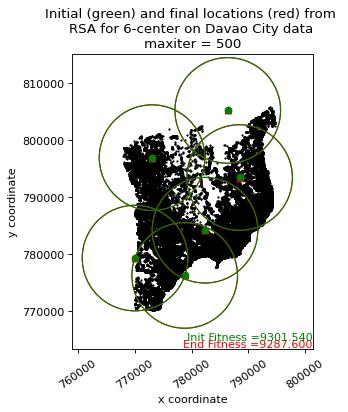 Initial (green) and final locations (red) from
RSA for 6-center on Davao City data
maxiter = 500
810000
800000
790000
780000
770000
y coordinate
Init Fitness =9301.540
End Fitness =9287.600
760000
770000
780000
790000
800000
x coordinate